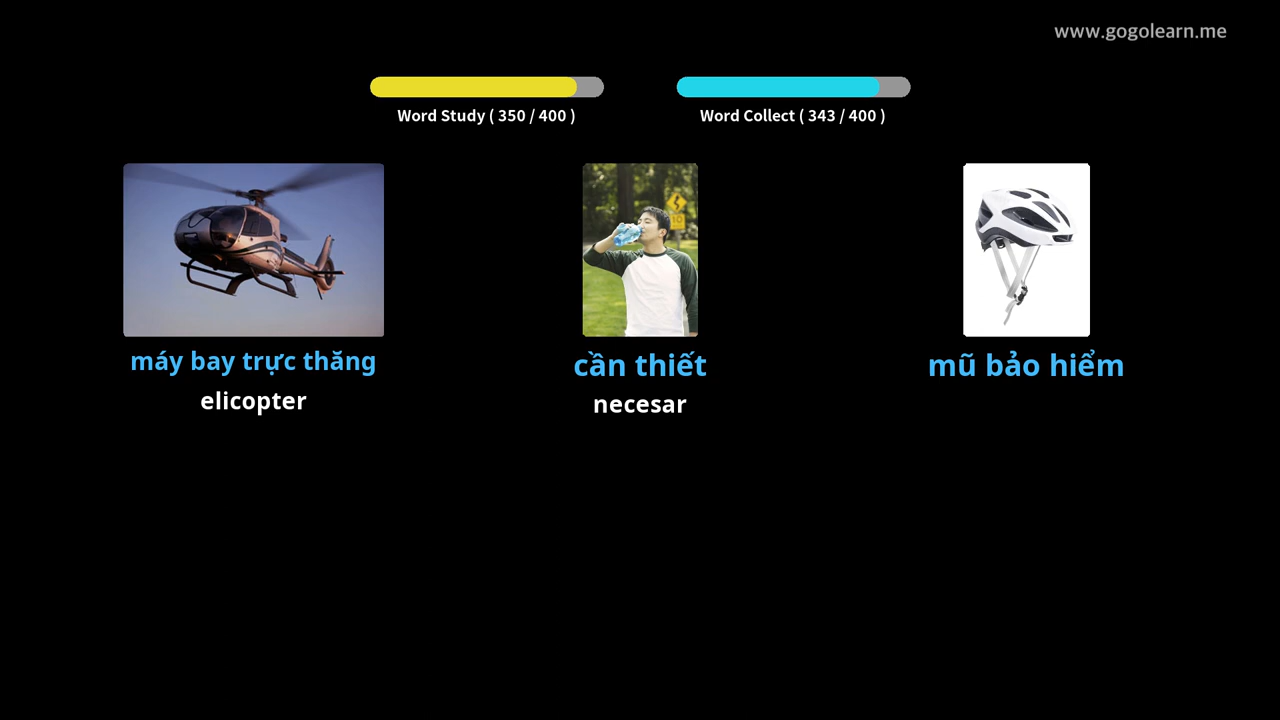 www.gogolearn.me
Word Study ( 350 / 400 )
Word Collect ( 343 / 400 )
10
máy bay trực thăng
cần thiết
mũ bảo hiểm
elicopter
necesar